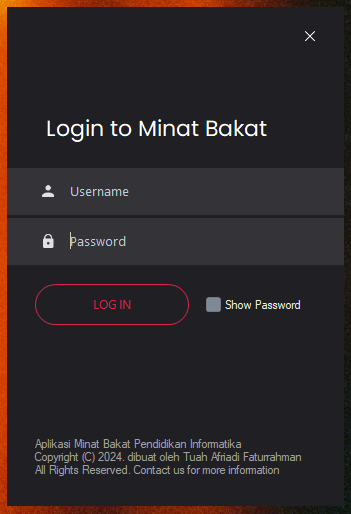 Login to Minat Bakat
Username
Password
LOG IN
Show Password
Aplikasi Minat Bakat Pendidikan Informatika
Copyright (C) 2024. dibuat oleh Tuah Afriadi Faturrahman
All Rights Reserved. Contact us for more information